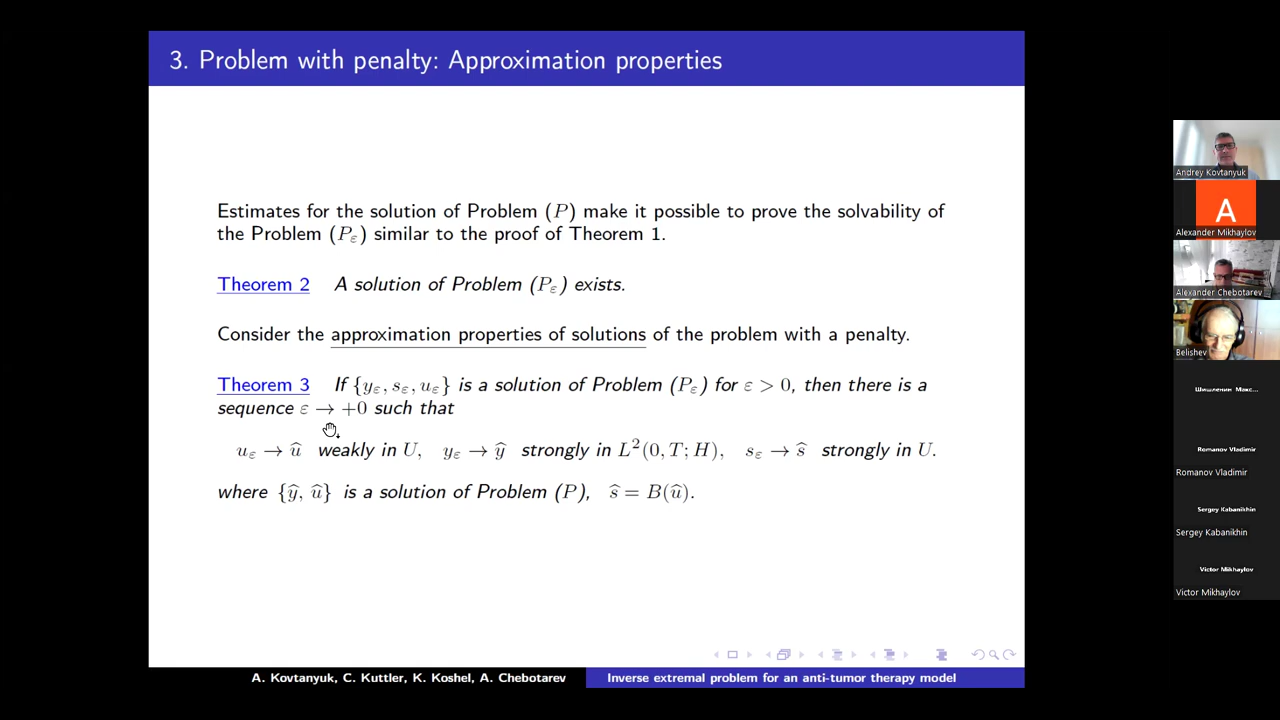 3. Problem with penalty: Approximation properties
Estimates for the solution of Problem (P) make it possible to prove the solvability of
the Problem (P_ε) similar to the proof of Theorem 1.
Theorem 2 A solution of Problem (P_ε) exists.
Consider the approximation properties of solutions of the problem with a penalty.
Theorem 3 If {y_ε, s_ε, u_ε} is a solution of Problem (P_ε) for ε > 0, then there is a
sequence ε → +0 such that
u_ε → û weakly in U, y_ε → ŷ strongly in L²(0, T; H), s_ε → ŝ strongly in U.
where {ŷ, û} is a solution of Problem (P), ŝ = B(û).
A. Kovtanyuk, C. Kuttler, K. Koshel, A. Chebotarev
Inverse extremal problem for an anti-tumor therapy model
Andrey Kovtanyuk
A
Alexander Mikhaylov
Alexander Chebotarev
Belishev
Шишленин Макс...
Romanov Vladimir
Romanov Vladimir
Sergey Kabanikhin
Sergey Kabanikhin
Victor Mikhaylov
Victor Mikhaylov